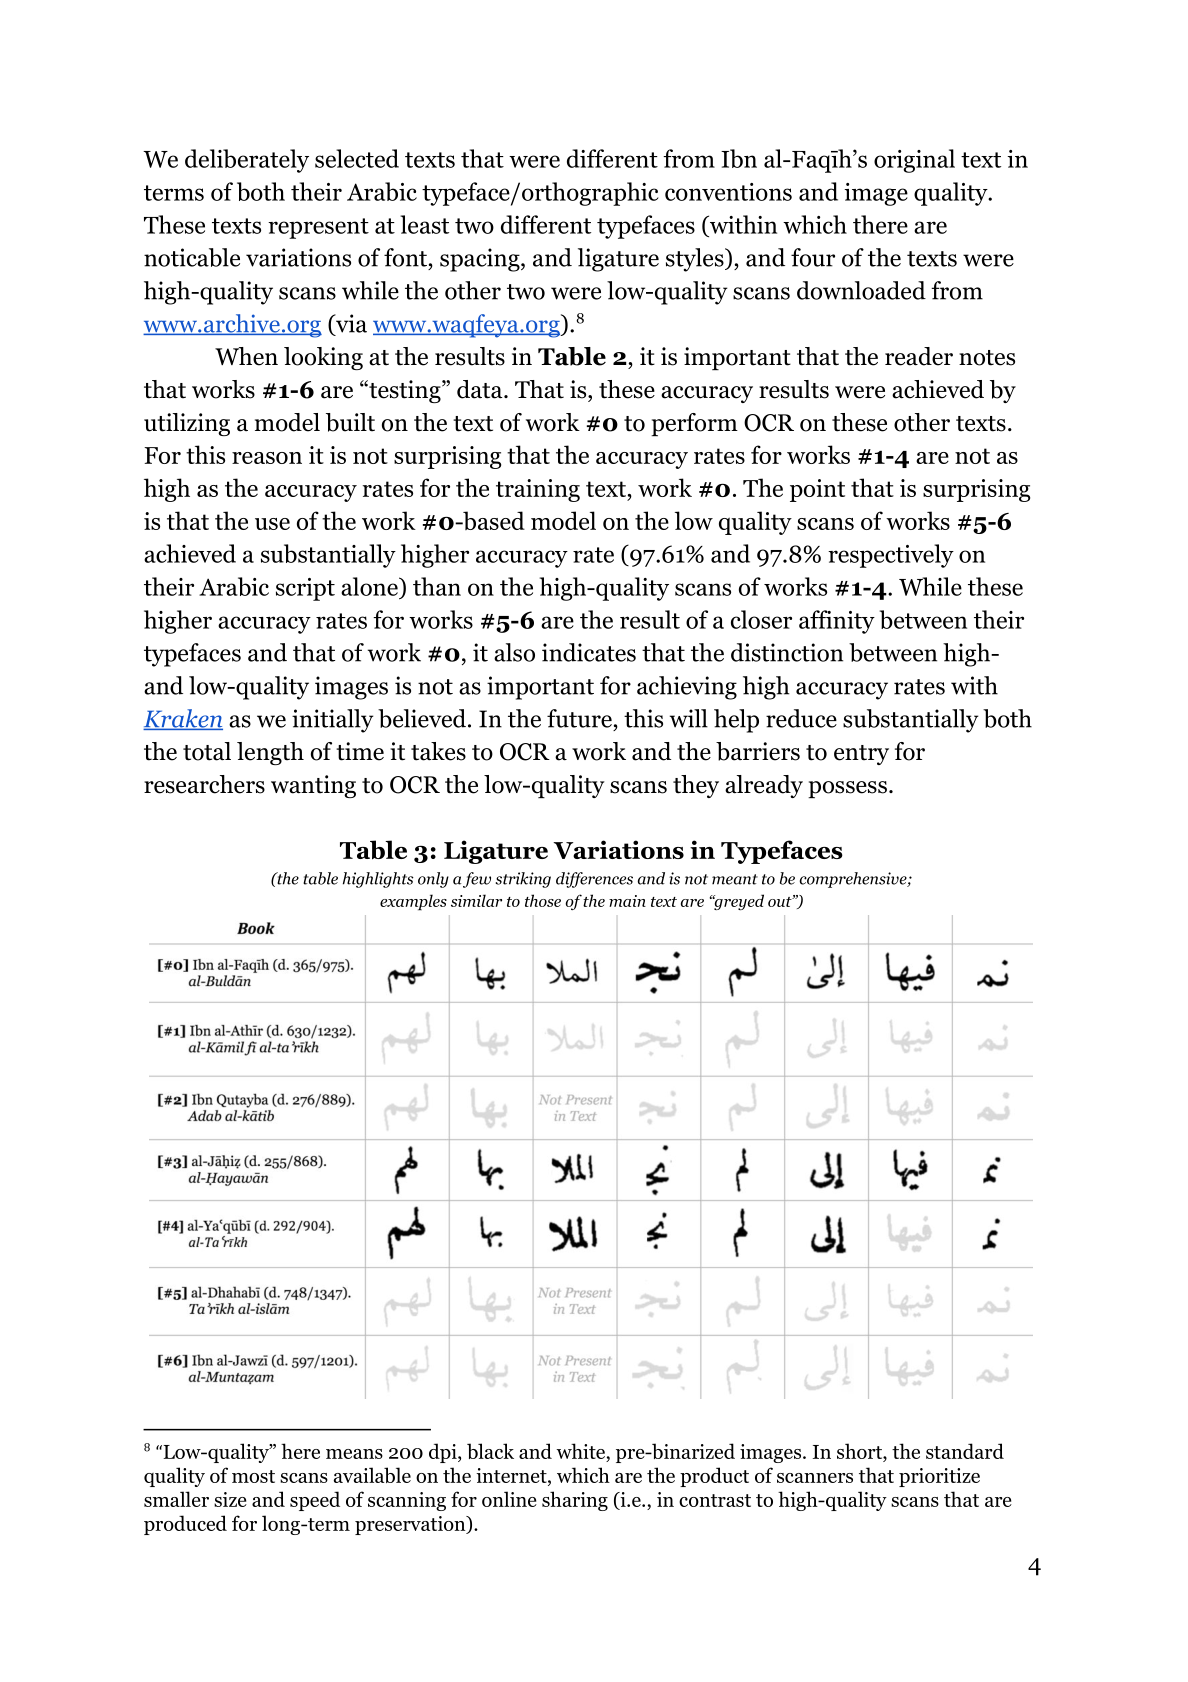 We deliberately selected texts that were different from Ibn al-Faqīh’s original text in
terms of both their Arabic typeface/orthographic conventions and image quality.
These texts represent at least two different typefaces (within which there are
noticable variations of font, spacing, and ligature styles), and four of the texts were
high-quality scans while the other two were low-quality scans downloaded from
www.archive.org (via www.waqfeya.org).⁸
When looking at the results in Table 2, it is important that the reader notes
that works #1-6 are “testing” data. That is, these accuracy results were achieved by
utilizing a model built on the text of work #0 to perform OCR on these other texts.
For this reason it is not surprising that the accuracy rates for works #1-4 are not as
high as the accuracy rates for the training text, work #0. The point that is surprising
is that the use of the work #0-based model on the low quality scans of works #5-6
achieved a substantially higher accuracy rate (97.61% and 97.8% respectively on
their Arabic script alone) than on the high-quality scans of works #1-4. While these
higher accuracy rates for works #5-6 are the result of a closer affinity between their
typefaces and that of work #0, it also indicates that the distinction between high-
and low-quality images is not as important for achieving high accuracy rates with
Kraken as we initially believed. In the future, this will help reduce substantially both
the total length of time it takes to OCR a work and the barriers to entry for
researchers wanting to OCR the low-quality scans they already possess.
Table 3: Ligature Variations in Typefaces
(the table highlights only a few striking differences and is not meant to be comprehensive;
examples similar to those of the main text are “greyed out”)
Book
[#0] Ibn al-Faqīh (d. 365/975). لهم بها الملا نجـ لم إلىٰ فيها نمـ
al-Buldān
[#1] Ibn al-Athīr (d. 630/1232). لهم بها الملا نجـ لم إلى فيها نمـ
al-Kāmil fī al-taʾrīkh
[#2] Ibn Qutayba (d. 276/889). لهم بها Not Present in Text نجـ لم إلى فيها نمـ
Adab al-kātib
[#3] al-Jāḥiẓ (d. 255/868). لهم بها الملا نجـ لم إلى فيها نمـ
al-Ḥayawān
[#4] al-Yaʿqūbī (d. 292/904). لهم بها الملا نجـ لم إلى فيها نمـ
al-Taʾrīkh
[#5] al-Dhahabī (d. 748/1347). لهم بها Not Present in Text نجـ لم إلى فيها نمـ
Taʾrīkh al-islām
[#6] Ibn al-Jawzī (d. 597/1201). لهم بها Not Present in Text نجـ لم إلى فيها نمـ
al-Muntaẓam
⁸ “Low-quality” here means 200 dpi, black and white, pre-binarized images. In short, the standard
quality of most scans available on the internet, which are the product of scanners that prioritize
smaller size and speed of scanning for online sharing (i.e., in contrast to high-quality scans that are
produced for long-term preservation).
4